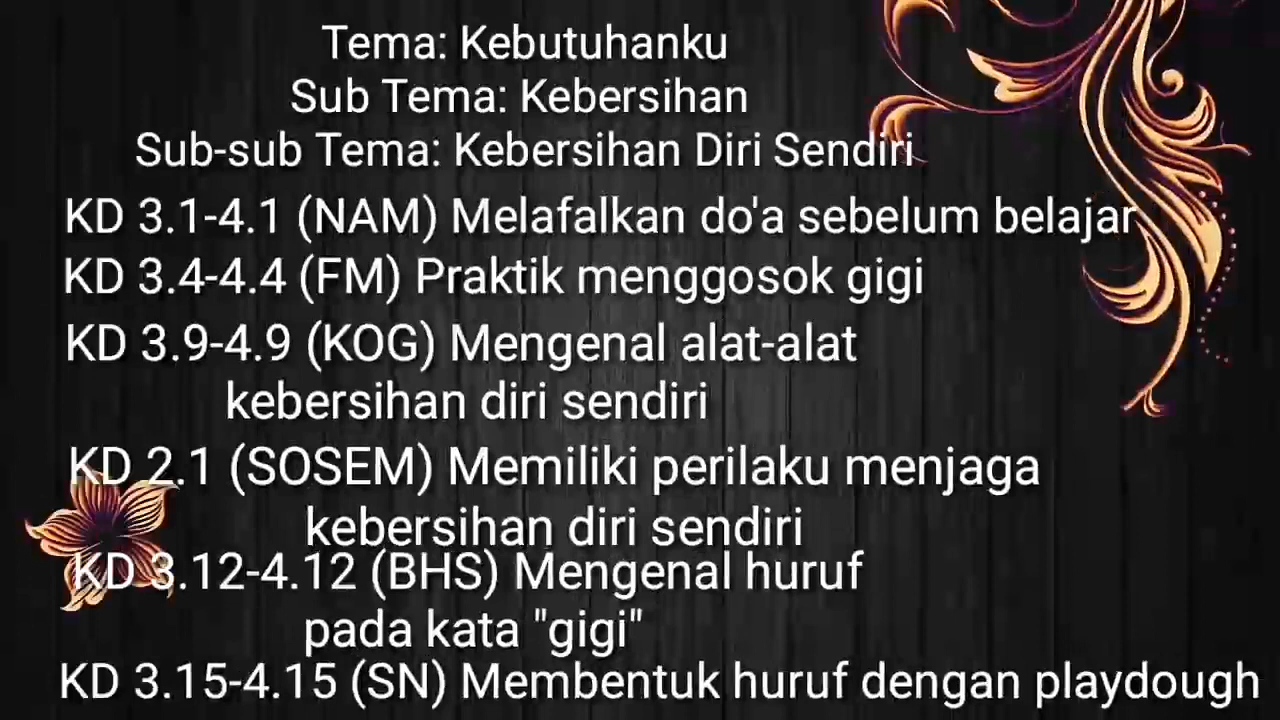 Tema: Kebutuhanku
Sub Tema: Kebersihan
Sub-sub Tema: Kebersihan Diri Sendiri
KD 3.1-4.1 (NAM) Melafalkan do'a sebelum belajar
KD 3.4-4.4 (FM) Praktik menggosok gigi
KD 3.9-4.9 (KOG) Mengenal alat-alat
kebersihan diri sendiri
KD 2.1 (SOSEM) Memiliki perilaku menjaga
kebersihan diri sendiri
KD 3.12-4.12 (BHS) Mengenal huruf
pada kata "gigi"
KD 3.15-4.15 (SN) Membentuk huruf dengan playdough